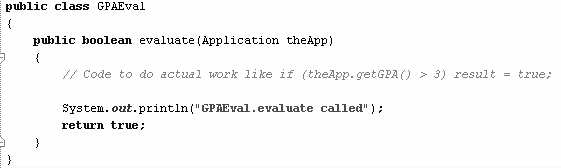 public class GPAEval
{
public boolean evaluate(Application theApp)
{
// Code to do actual work like if (theApp.getGPA() > 3) result = true;
System.out.println("GPAEval.evaluate called");
return true;
}
}